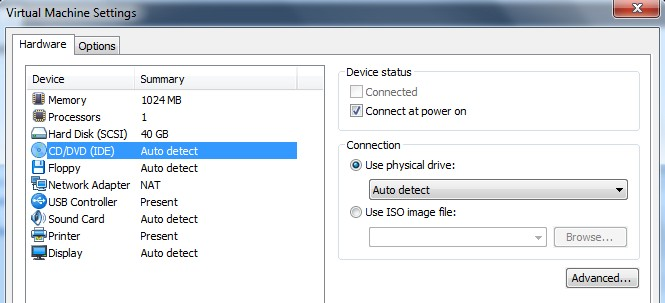 Virtual Machine Settings
Hardware
Options
Device Summary
Memory 1024 MB
Processors 1
Hard Disk (SCSI) 40 GB
CD/DVD (IDE) Auto detect
Floppy Auto detect
Network Adapter NAT
USB Controller Present
Sound Card Auto detect
Printer Present
Display Auto detect
Device status
Connected
Connect at power on
Connection
Use physical drive:
Auto detect
Use ISO image file:
Browse...
Advanced...